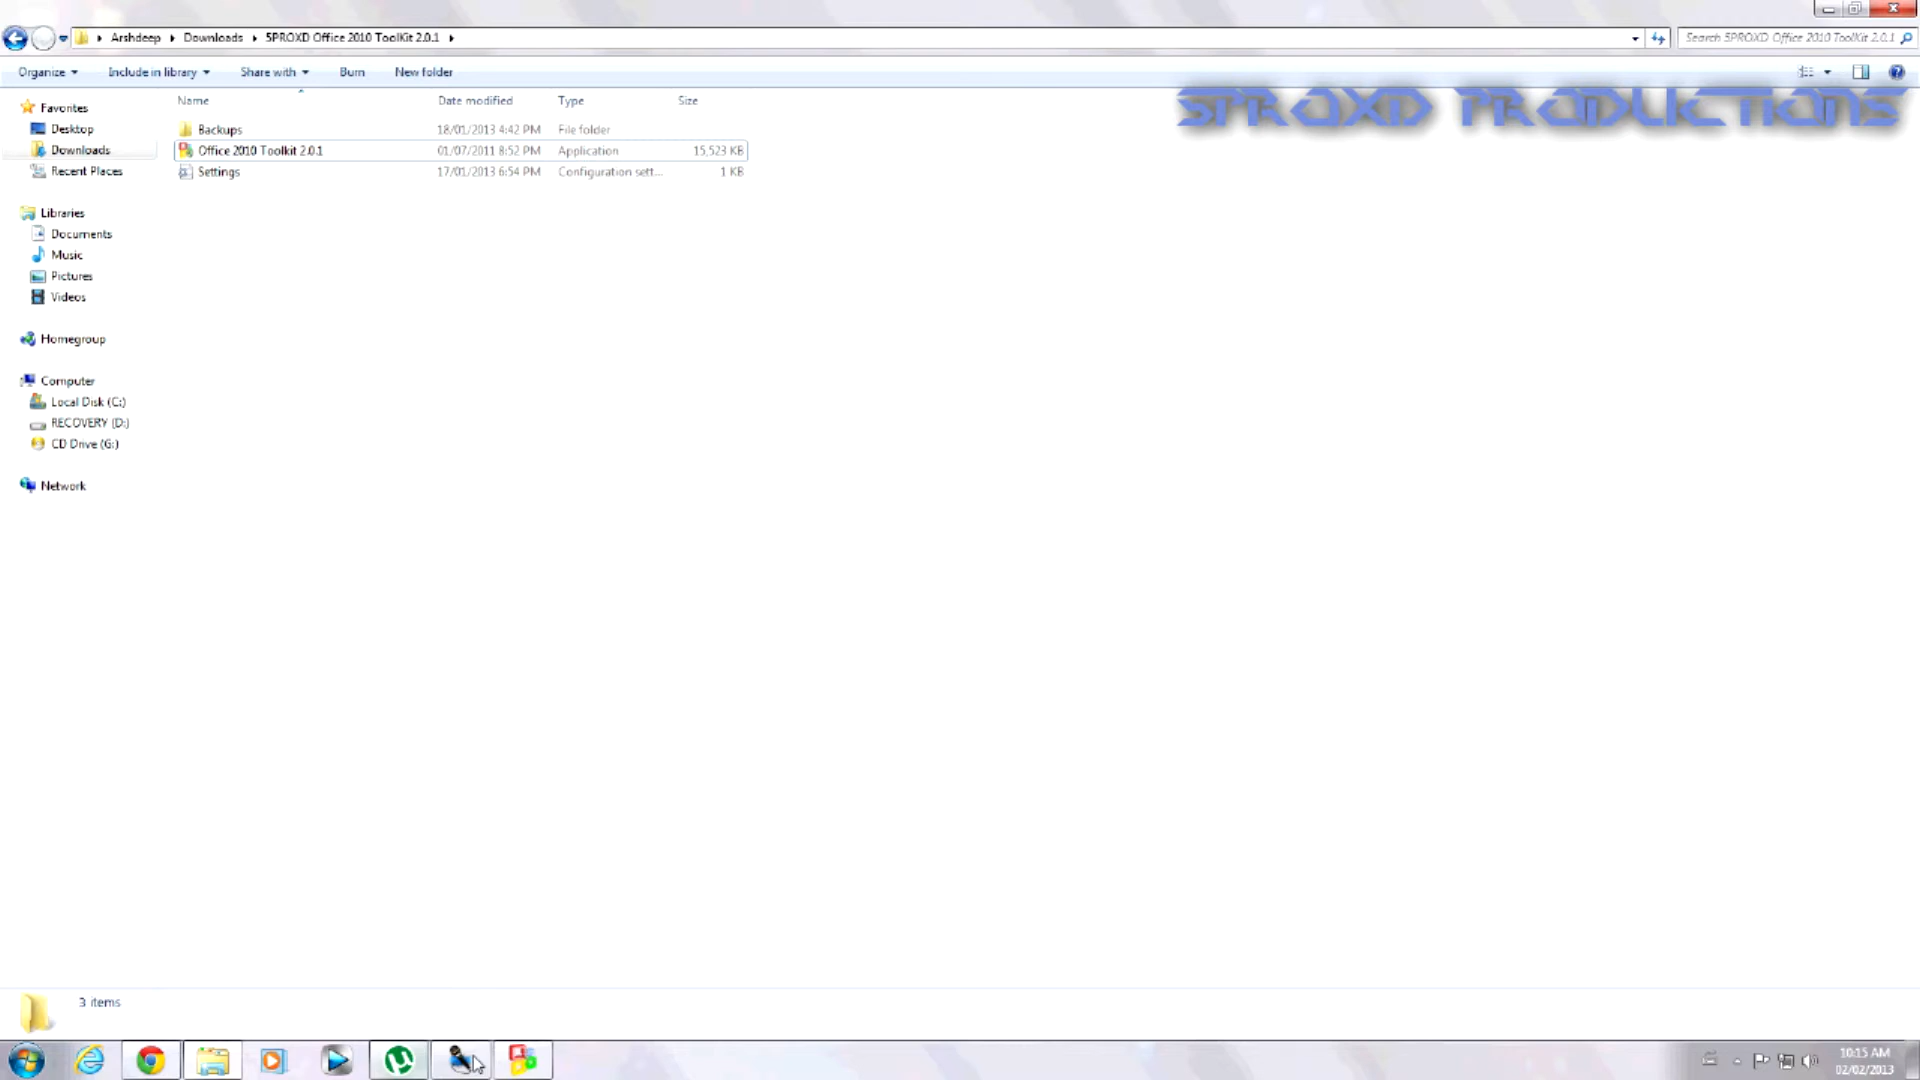 Arshdeep Downloads 5PROXD Office 2010 ToolKit 2.0.1
Search 5PROXD Office 2010 ToolKit 2.0.1
Organize Include in library Share with Burn New folder
5PROXD PRODUCTIONS
Name Date modified Type Size
Favorites
Desktop
Downloads
Recent Places
Libraries
Documents
Music
Pictures
Videos
Homegroup
Computer
Local Disk (C:)
RECOVERY (D:)
CD Drive (G:)
Network
Backups 18/01/2013 4:42 PM File folder
Office 2010 Toolkit 2.0.1 01/07/2011 8:52 PM Application 15,523 KB
Settings 17/01/2013 6:54 PM Configuration sett... 1 KB
3 items
10:15 AM
02/02/2013